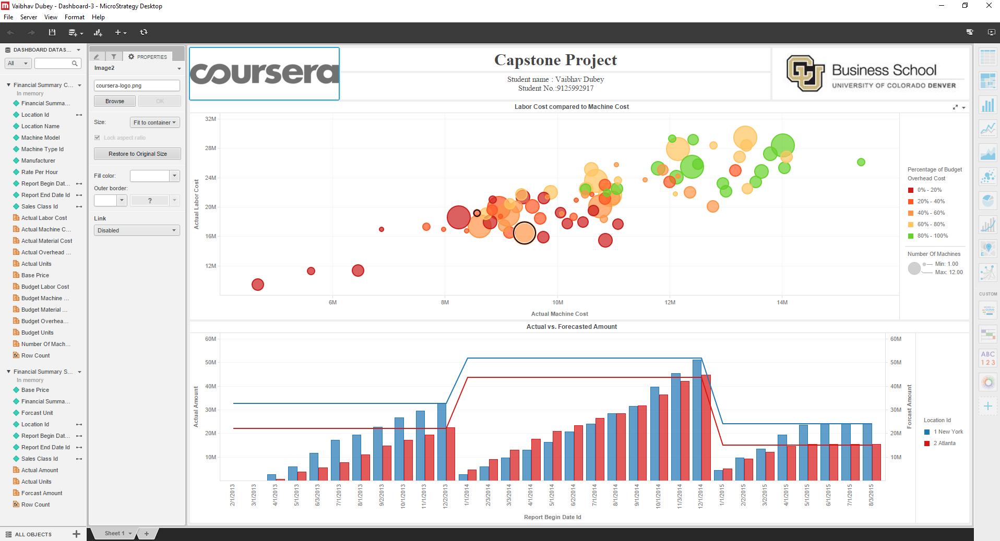 Vaibhav Dubey - Dashboard-3 - MicroStrategy Desktop
File Server View Format Help
DASHBOARD DATAS...
All
Financial Summary C...
In memory
Financial Summa...
Location Id
Location Name
Machine Model
Machine Type Id
Manufacturer
Rate Per Hour
Report Begin Dat...
Report End Date Id
Sales Class Id
Actual Labor Cost
Actual Machine C...
Actual Material Cost
Actual Overhead ...
Actual Units
Base Price
Budget Labor Cost
Budget Machine ...
Budget Material ...
Budget Overhea...
Budget Units
Number Of Mach...
fx Row Count
Financial Summary S...
In memory
Base Price
Financial Summa...
Forcast Unit
Location Id
Report Begin Dat...
Report End Date Id
Sales Class Id
Actual Amount
Actual Units
Forcast Amount
fx Row Count
ALL OBJECTS
PROPERTIES
Image2
coursera-logo.png
Browse OK
Size: Fit to container
Lock aspect ratio
Restore to Original Size
Fill color:
Outer border:
?
Link
Disabled
coursera
Capstone Project
Student name : Vaibhav Dubey
Student No.:9125992917
CU
Business School
UNIVERSITY OF COLORADO DENVER
Labor Cost compared to Machine Cost
Actual Labor Cost
32M
28M
24M
20M
16M
12M
6M 8M 10M 12M 14M
Actual Machine Cost
Percentage of Budget
Overhead Cost
0% - 20%
20% - 40%
40% - 60%
60% - 80%
80% - 100%
Number Of Machines
Min: 1.00
Max: 12.00
Actual vs. Forecasted Amount
Actual Amount
60M
50M
40M
30M
20M
10M
60M
50M
40M
30M
20M
10M
Forcast Amount
2/1/2013
3/1/2013
4/1/2013
5/1/2013
6/3/2013
7/1/2013
8/1/2013
9/2/2013
10/1/2013
11/1/2013
12/2/2013
1/1/2014
2/3/2014
3/3/2014
4/1/2014
5/1/2014
6/2/2014
7/1/2014
8/1/2014
9/1/2014
10/1/2014
11/3/2014
12/1/2014
1/1/2015
2/2/2015
3/2/2015
4/1/2015
5/1/2015
6/1/2015
7/1/2015
8/3/2015
Report Begin Date Id
Location Id
1 New York
2 Atlanta
Sheet 1
E
CUSTOM
CLOUD
ABC
123